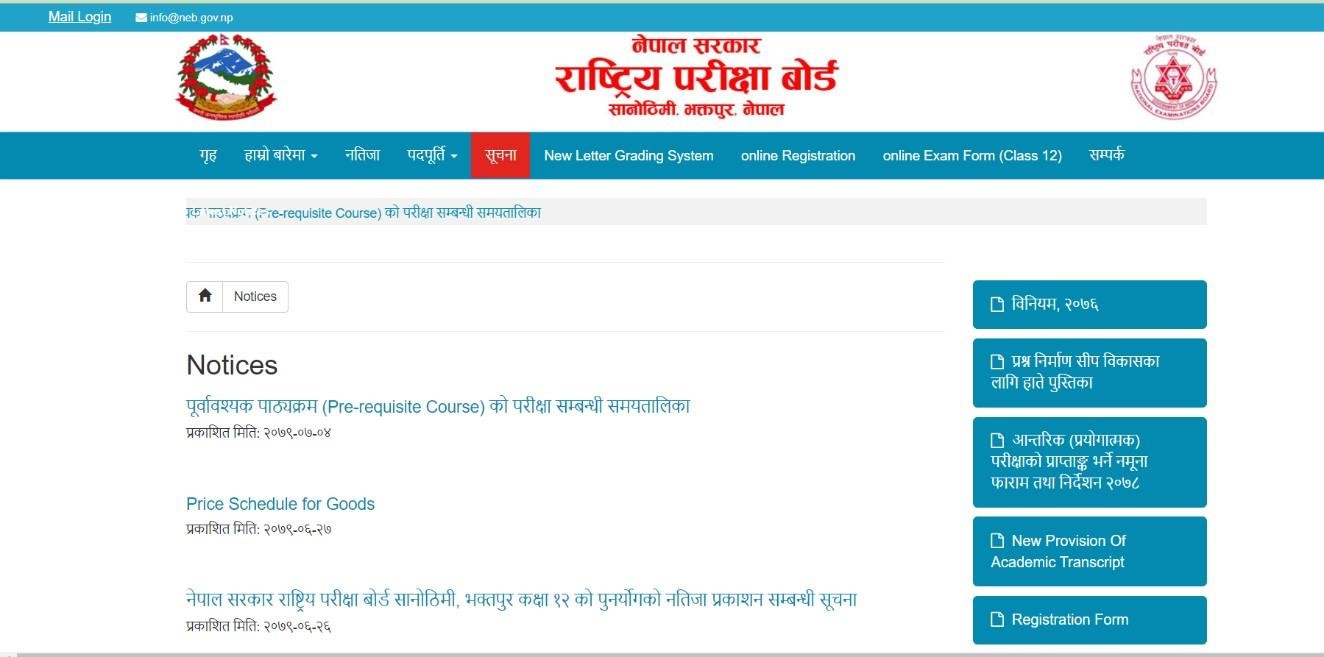 Mail Login
info@neb.gov.np
नेपाल सरकार
राष्ट्रिय परीक्षा बोर्ड
सानोठिमी, भक्तपुर, नेपाल
राष्ट्रिय परीक्षा बोर्ड
NATIONAL EXAMINATIONS BOARD
गृह हाम्रो बारेमा नतिजा पदपूर्ति सूचना New Letter Grading System online Registration online Exam Form (Class 12) सम्पर्क
(Pre-requisite Course) को परीक्षा सम्बन्धी समयतालिका
Notices
Notices
पूर्वावश्यक पाठ्यक्रम (Pre-requisite Course) को परीक्षा सम्बन्धी समयतालिका
प्रकाशित मिति: २०७९-०७-०४
Price Schedule for Goods
प्रकाशित मिति: २०७९-०६-२७
नेपाल सरकार राष्ट्रिय परीक्षा बोर्ड सानोठिमी, भक्तपुर कक्षा १२ को पुनर्योगको नतिजा प्रकाशन सम्बन्धी सूचना
प्रकाशित मिति: २०७९-०६-२६
विनियम, २०७६
प्रश्न निर्माण सीप विकासका
लागि हाते पुस्तिका
आन्तरिक (प्रयोगात्मक)
परीक्षाको प्राप्ताङ्क भर्ने नमूना
फाराम तथा निर्देशन २०७८
New Provision Of
Academic Transcript
Registration Form